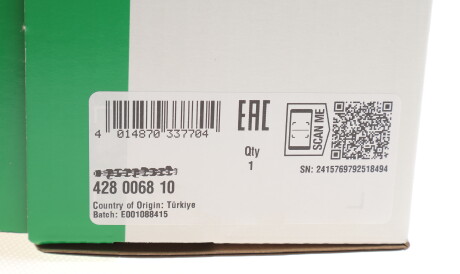 4 014870 337704
EAC
SCAN ME
Qty
1
SN: 2415769792518494
428 0068 10
Country of Origin: Türkiye
Batch: E001088415